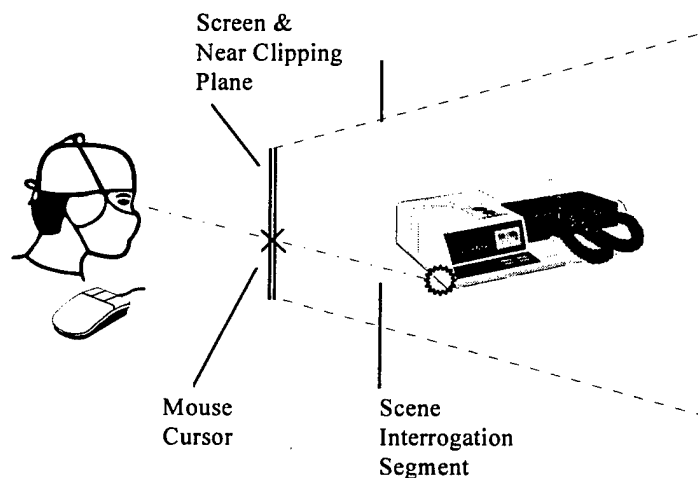 Screen &
Near Clipping
Plane
Mouse
Cursor
Scene
Interrogation
Segment